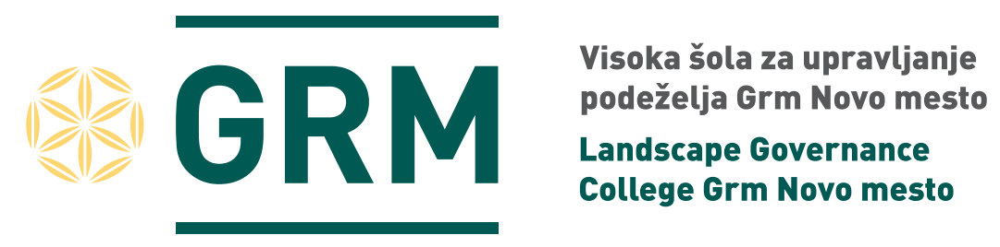 GRM
Visoka šola za upravljanje
podeželja Grm Novo mesto
Landscape Governance
College Grm Novo mesto